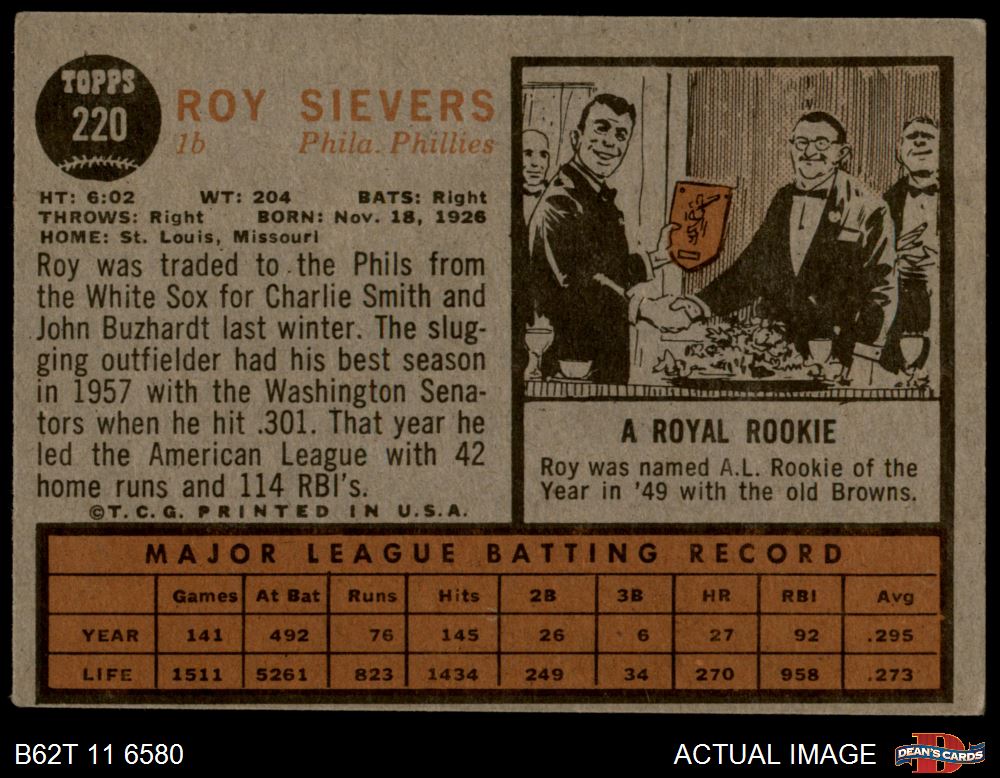 TOPPS
220
ROY SIEVERS
1b Phila. Phillies
HT: 6:02 WT: 204 BATS: Right
THROWS: Right BORN: Nov. 18, 1926
HOME: St. Louis, Missouri
Roy was traded to the Phils from
the White Sox for Charlie Smith and
John Buzhardt last winter. The slug-
ging outfielder had his best season
in 1957 with the Washington Sena-
tors when he hit .301. That year he
led the American League with 42
home runs and 114 RBI's.
©T.C.G. PRINTED IN U.S.A.
A ROYAL ROOKIE
Roy was named A.L. Rookie of the
Year in '49 with the old Browns.
MAJOR LEAGUE BATTING RECORD
Games At Bat Runs Hits 2B 3B HR RBI Avg
YEAR 141 492 76 145 26 6 27 92 .295
LIFE 1511 5261 823 1434 249 34 270 958 .273
B62T 11 6580
ACTUAL IMAGE
DEAN'S CARDS